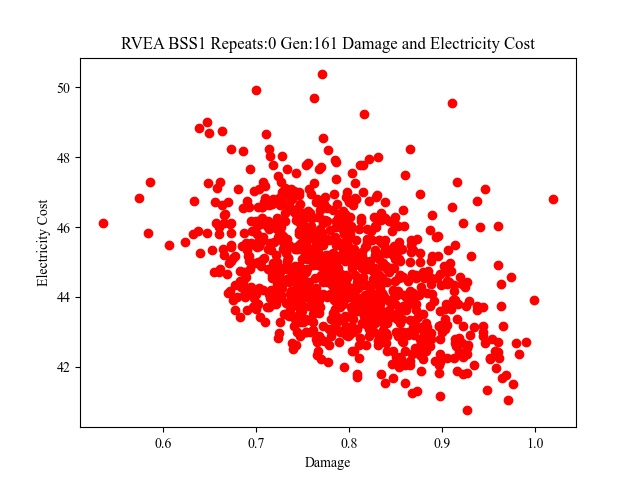 RVEA BSS1 Repeats:0 Gen:161 Damage and Electricity Cost
50
48
46
44
42
Electricity Cost
0.6 0.7 0.8 0.9 1.0
Damage